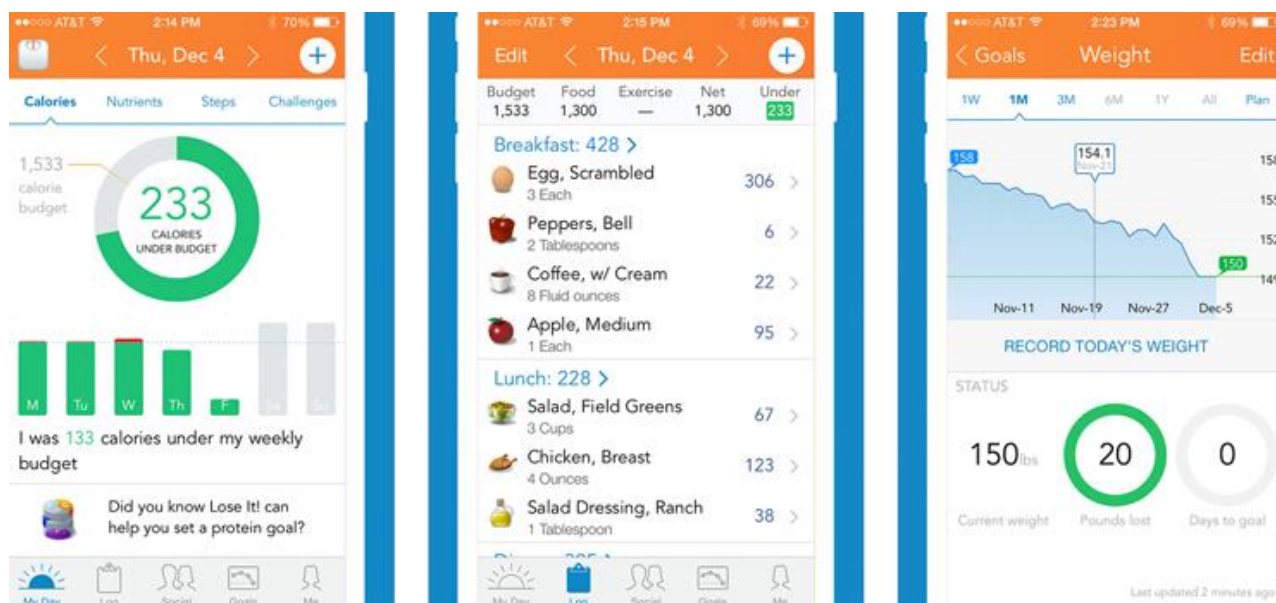 AT&T 2:14 PM 70%
Thu, Dec 4
Calories Nutrients Steps Challenges
1,533
calorie
budget
233
CALORIES
UNDER BUDGET
M Tu W Th F Sa Su
I was 133 calories under my weekly
budget
Did you know Lose It! can
help you set a protein goal?
My Day Log Social Goals Me
AT&T 2:15 PM 69%
Edit Thu, Dec 4
Budget Food Exercise Net Under
1,533 1,300 — 1,300 233
Breakfast: 428
Egg, Scrambled 306
3 Each
Peppers, Bell 6
2 Tablespoons
Coffee, w/ Cream 22
8 Fluid ounces
Apple, Medium 95
1 Each
Lunch: 228
Salad, Field Greens 67
3 Cups
Chicken, Breast 123
4 Ounces
Salad Dressing, Ranch 38
1 Tablespoon
My Day Log Social Goals Me
AT&T 2:23 PM 69%
Goals Weight Edit
1W 1M 3M 6M 1Y All Plan
158
154.1
Nov-21
150
Nov-11 Nov-19 Nov-27 Dec-5
RECORD TODAY'S WEIGHT
STATUS
150 lbs 20 0
Current weight Pounds lost Days to goal
Last updated 2 minutes ago